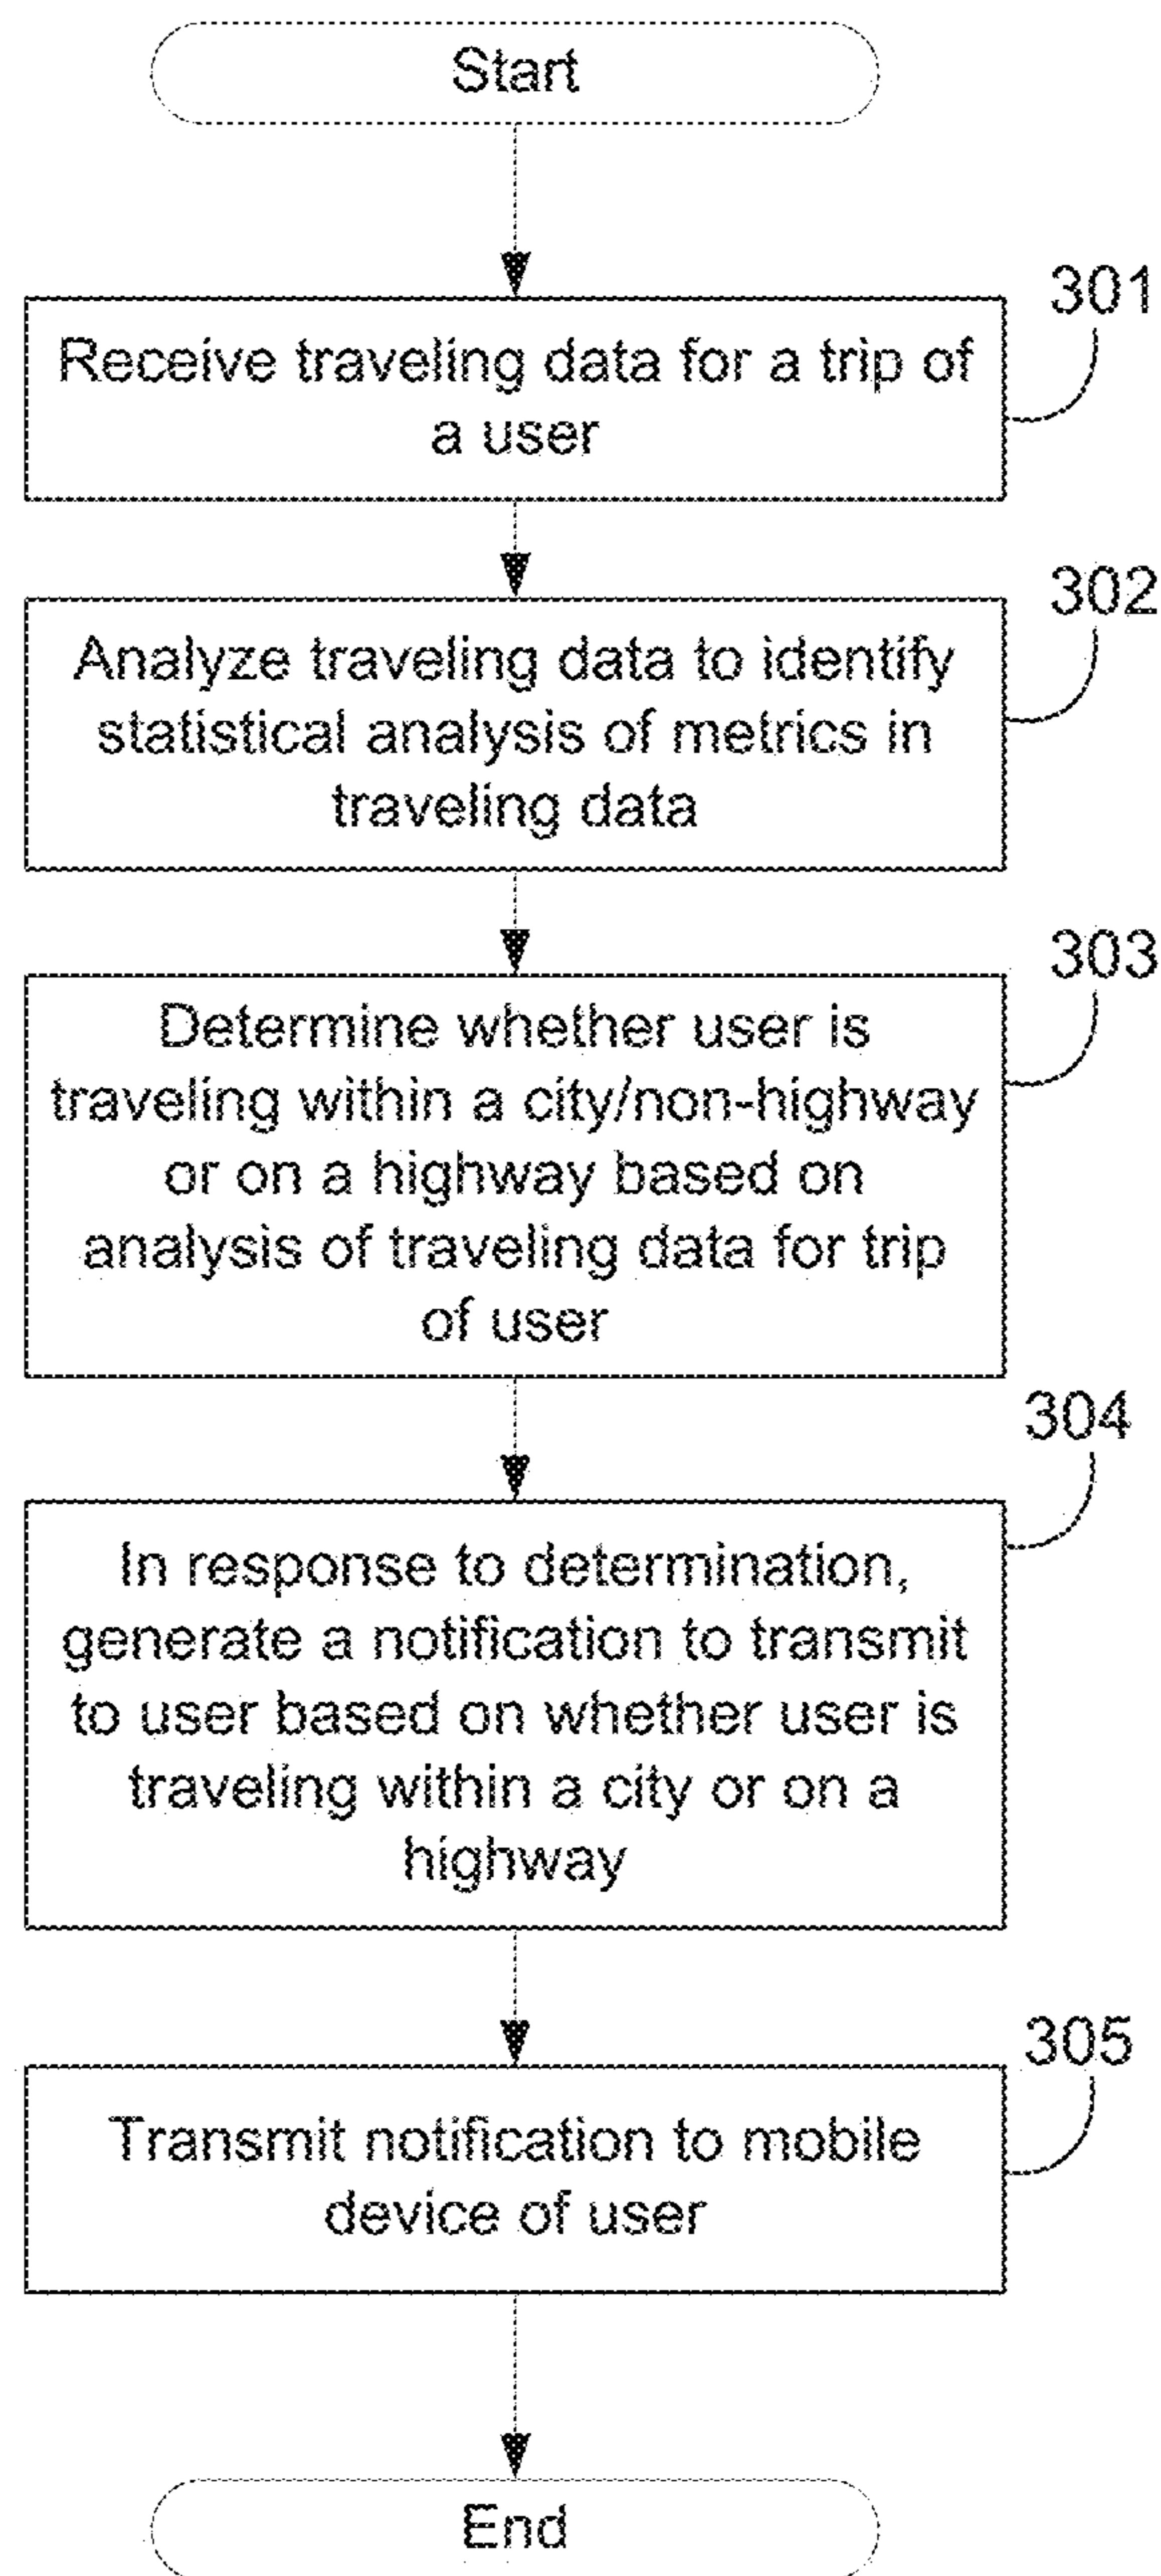 Start
301
Receive traveling data for a trip of
a user
302
Analyze traveling data to identify
statistical analysis of metrics in
traveling data
303
Determine whether user is
traveling within a city/non-highway
or on a highway based on
analysis of traveling data for trip
of user
304
In response to determination,
generate a notification to transmit
to user based on whether user is
traveling within a city or on a
highway
305
Transmit notification to mobile
device of user
End